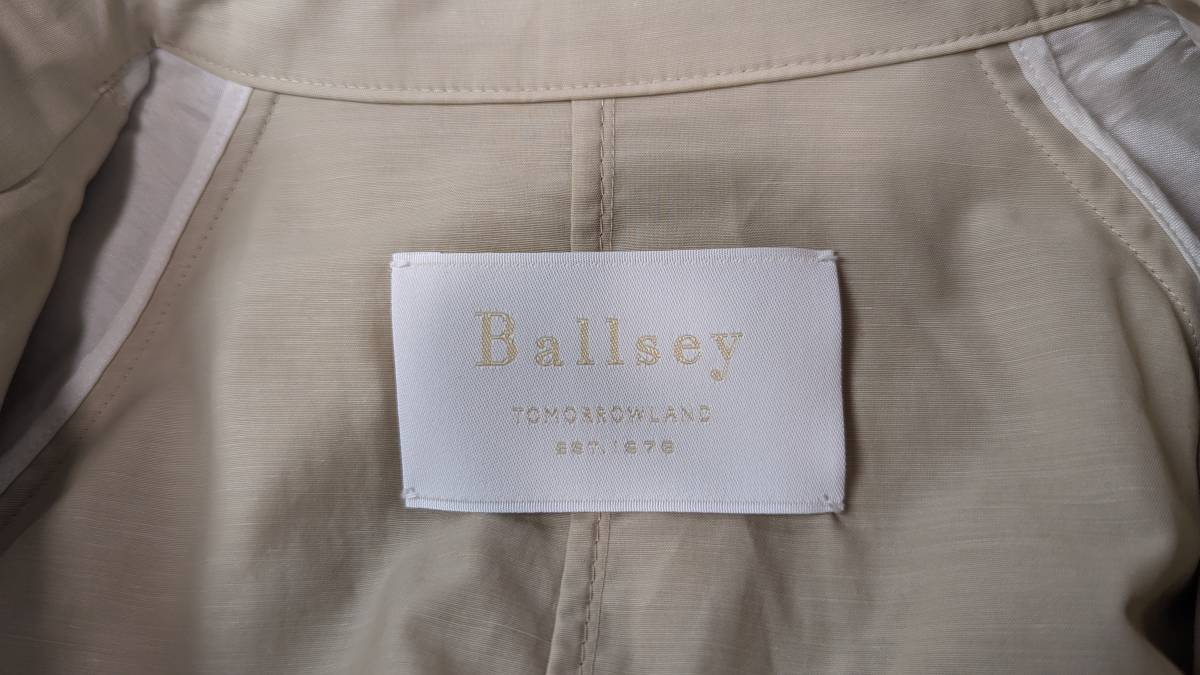 Ballsey
TOMORROWLAND
EST. 1978